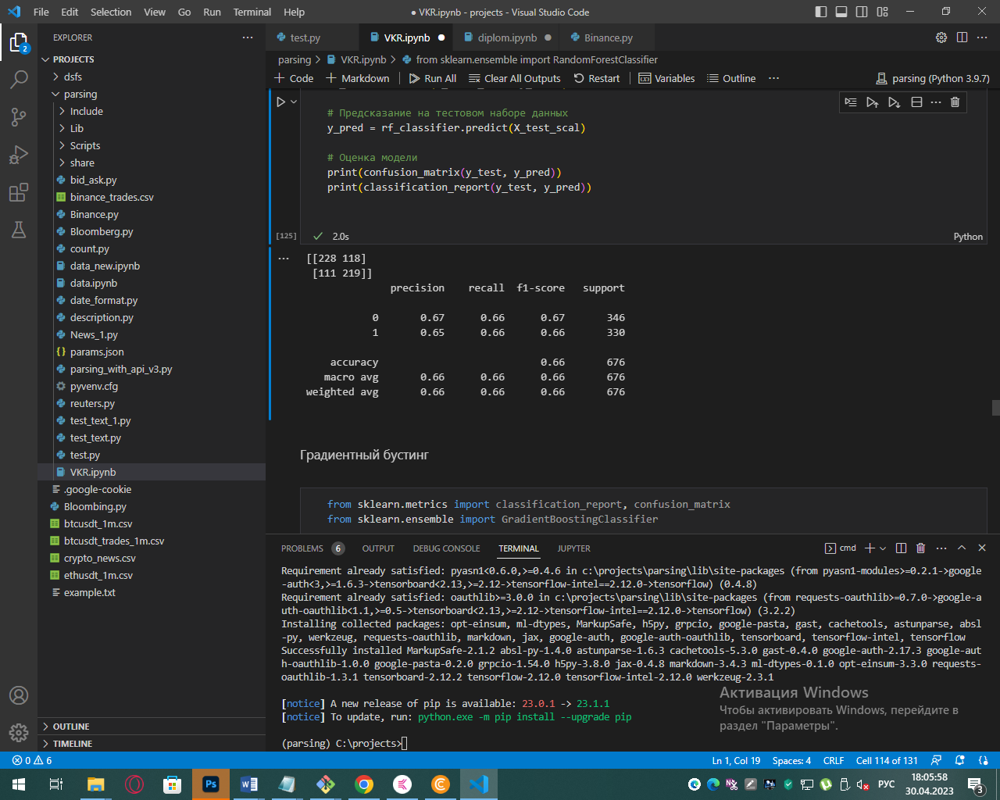 File Edit Selection View Go Run Terminal Help
● VKR.ipynb - projects - Visual Studio Code
EXPLORER
PROJECTS
dsfs
parsing
Include
Lib
Scripts
share
bid_ask.py
binance_trades.csv
Binance.py
Bloomberg.py
count.py
data_new.ipynb
data.ipynb
date_format.py
description.py
News_1.py
params.json
parsing_with_api_v3.py
pyvenv.cfg
reuters.py
test_text_1.py
test_text.py
test.py
VKR.ipynb
.google-cookie
Bloombing.py
btcusdt_1m.csv
btcusdt_trades_1m.csv
crypto_news.csv
ethusdt_1m.csv
example.txt
OUTLINE
TIMELINE
2
test.py VKR.ipynb diplom.ipynb Binance.py
parsing > VKR.ipynb > from sklearn.ensemble import RandomForestClassifier
+ Code + Markdown Run All Clear All Outputs Restart Variables Outline ... parsing (Python 3.9.7)
# Предсказание на тестовом наборе данных
y_pred = rf_classifier.predict(X_test_scal)
# Оценка модели
print(confusion_matrix(y_test, y_pred))
print(classification_report(y_test, y_pred))
[125] 2.0s Python
[[228 118]
[111 219]]
precision recall f1-score support
0 0.67 0.66 0.67 346
1 0.65 0.66 0.66 330
accuracy 0.66 676
macro avg 0.66 0.66 0.66 676
weighted avg 0.66 0.66 0.66 676
Градиентный бустинг
from sklearn.metrics import classification_report, confusion_matrix
from sklearn.ensemble import GradientBoostingClassifier
PROBLEMS 6 OUTPUT DEBUG CONSOLE TERMINAL JUPYTER cmd
Requirement already satisfied: pyasn1<0.6.0,>=0.4.6 in c:\projects\parsing\lib\site-packages (from pyasn1-modules>=0.2.1->google
-auth<3,>=1.6.3->tensorboard<2.13,>=2.12->tensorflow-intel==2.12.0->tensorflow) (0.4.8)
Requirement already satisfied: oauthlib>=3.0.0 in c:\projects\parsing\lib\site-packages (from requests-oauthlib>=0.7.0->google-a
uth-oauthlib<1.1,>=0.5->tensorboard<2.13,>=2.12->tensorflow-intel==2.12.0->tensorflow) (3.2.2)
Installing collected packages: opt-einsum, ml-dtypes, MarkupSafe, h5py, grpcio, google-pasta, gast, cachetools, astunparse, absl
-py, werkzeug, requests-oauthlib, markdown, jax, google-auth, google-auth-oauthlib, tensorboard, tensorflow-intel, tensorflow
Successfully installed MarkupSafe-2.1.2 absl-py-1.4.0 astunparse-1.6.3 cachetools-5.3.0 gast-0.4.0 google-auth-2.17.3 google-aut
h-oauthlib-1.0.0 google-pasta-0.2.0 grpcio-1.54.0 h5py-3.8.0 jax-0.4.8 markdown-3.4.3 ml-dtypes-0.1.0 opt-einsum-3.3.0 requests-
oauthlib-1.3.1 tensorboard-2.12.2 tensorflow-2.12.0 tensorflow-intel-2.12.0 werkzeug-2.3.1
[notice] A new release of pip is available: 23.0.1 -> 23.1.1
[notice] To update, run: python.exe -m pip install --upgrade pip
(parsing) C:\projects>
Активация Windows
Чтобы активировать Windows, перейдите в
раздел "Параметры".
0 6 Ln 1, Col 19 Spaces: 4 CRLF Cell 114 of 131
Ps РУС 18:05:58
30.04.2023
3